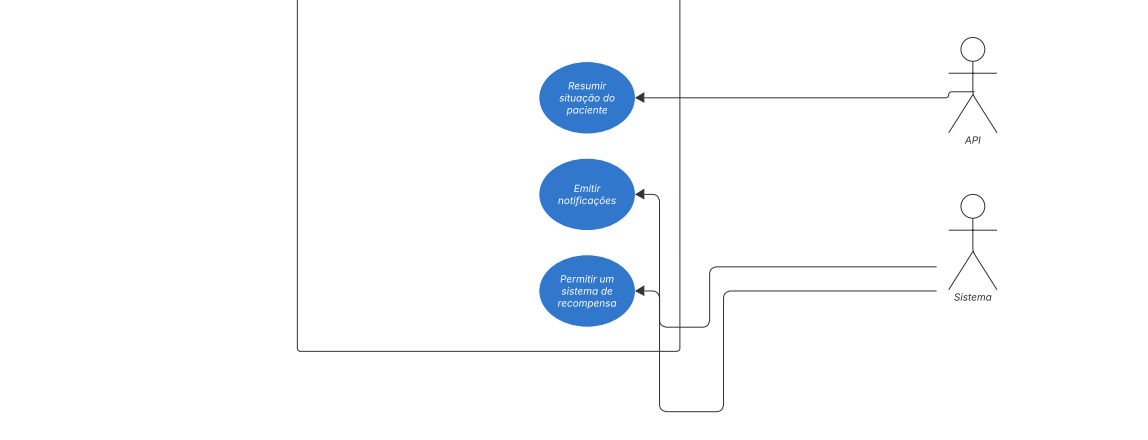 Resumir
situação do
paciente
API
Emitir
notificações
Permitir um
sistema de
recompensa
Sistema